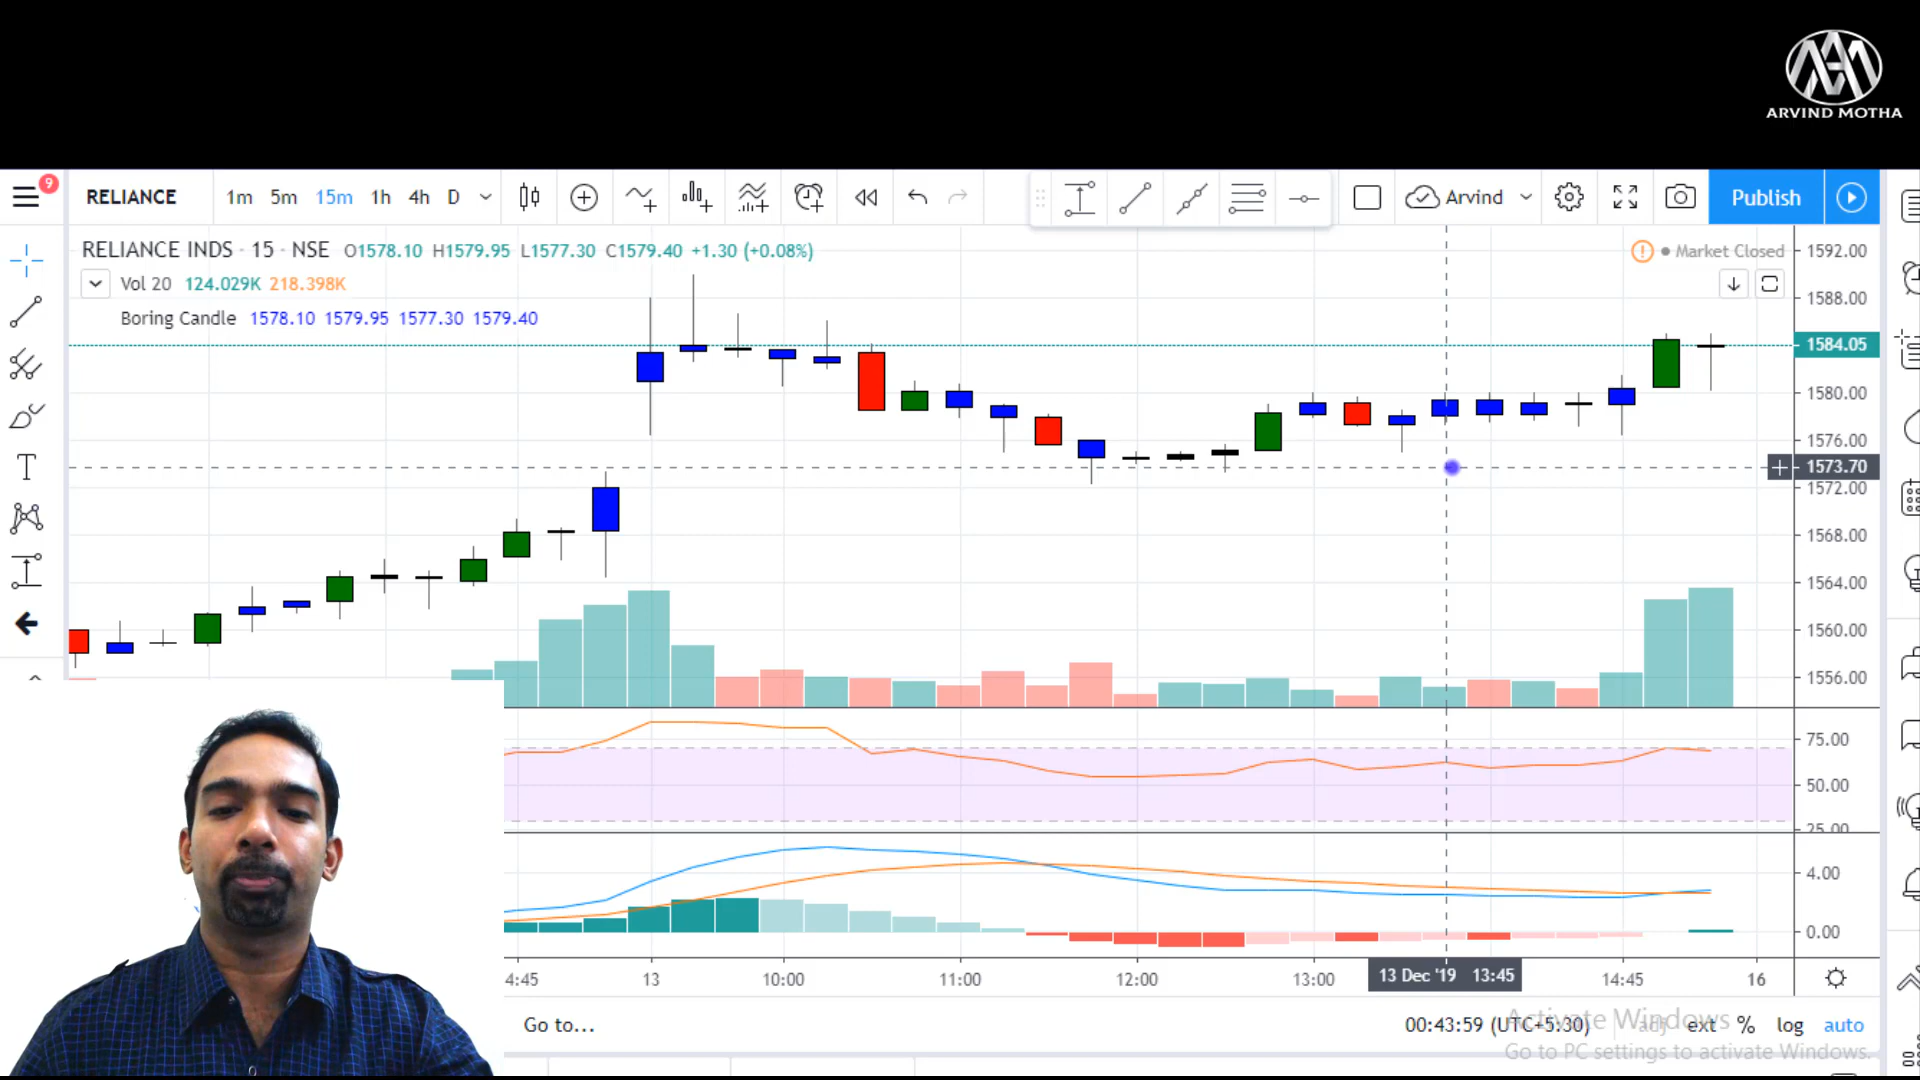 ARVIND MOTHA
9
RELIANCE 1m 5m 15m 1h 4h D Arvind Publish
RELIANCE INDS · 15 · NSE O1578.10 H1579.95 L1577.30 C1579.40 +1.30 (+0.08%) Market Closed
Vol 20 124.029K 218.398K
Boring Candle 1578.10 1579.95 1577.30 1579.40
1592.00
1588.00
1584.05
1580.00
1576.00
1573.70
1572.00
1568.00
1564.00
1560.00
1556.00
75.00
50.00
25.00
4.00
0.00
4:45 13 10:00 11:00 12:00 13:00 13 Dec '19 13:45 14:45 16
Go to... 00:43:59 (UTC+5:30) adj ext % log auto
Activate Windows
Go to PC settings to activate Windows.